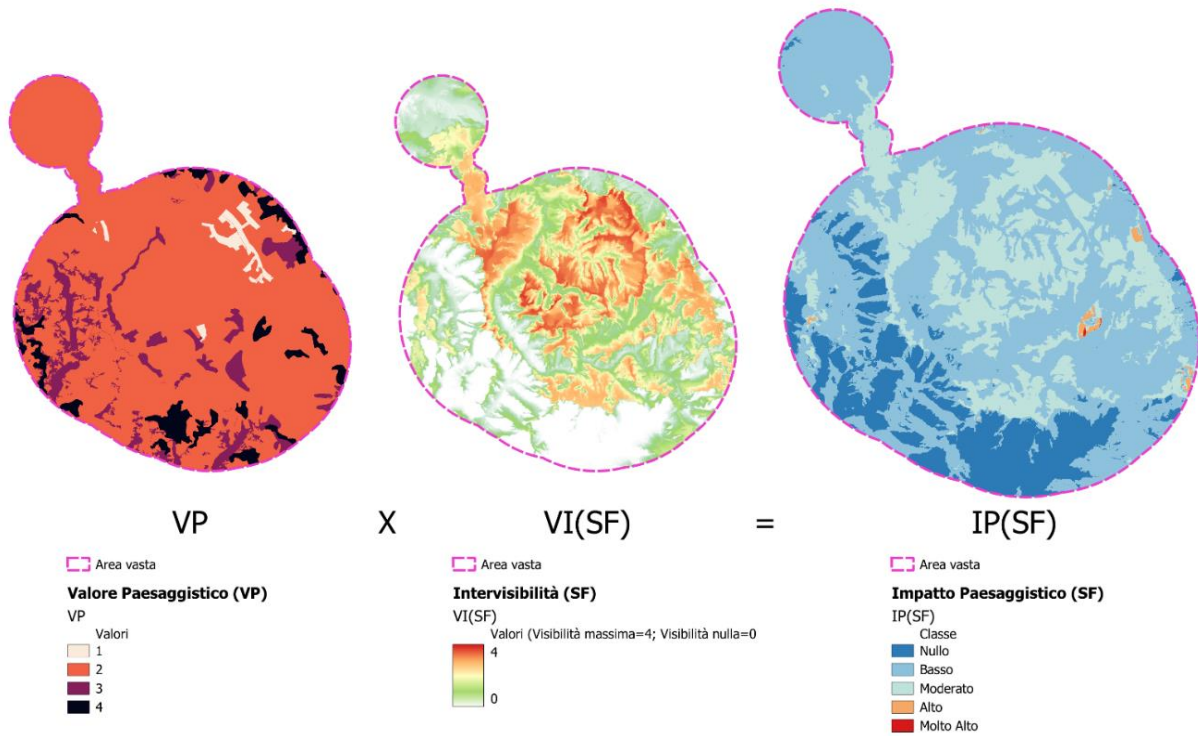 VP X VI(SF) = IP(SF)
Area vasta
Valore Paesaggistico (VP)
VP
Valori
1
2
3
4
Area vasta
Intervisibilità (SF)
VI(SF)
Valori (Visibilità massima=4; Visibilità nulla=0
4
0
Area vasta
Impatto Paesaggistico (SF)
IP(SF)
Classe
Nullo
Basso
Moderato
Alto
Molto Alto